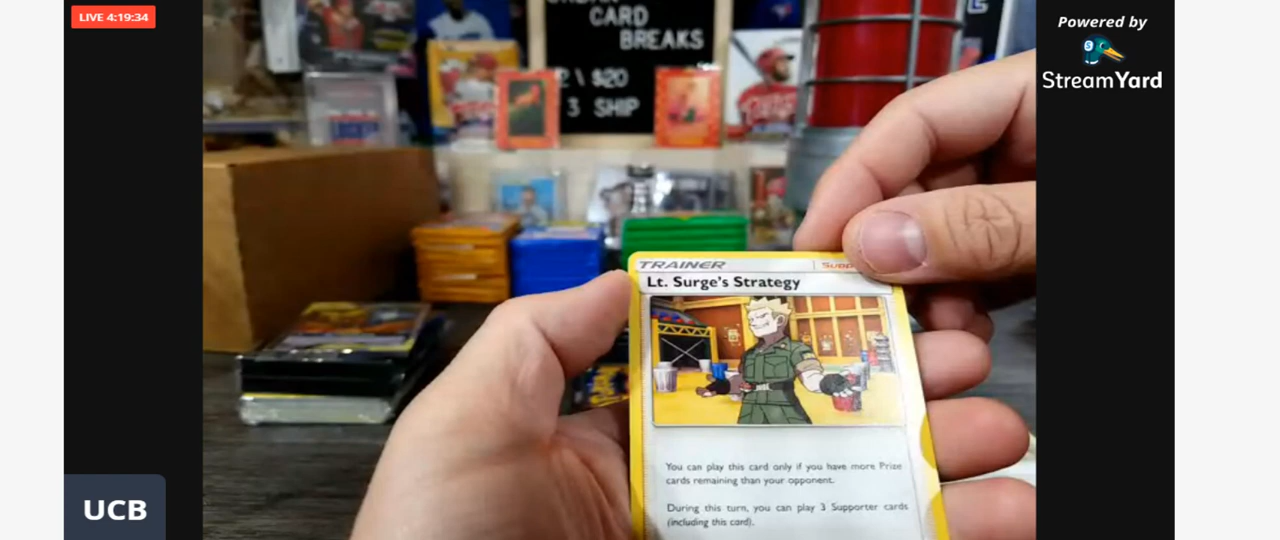 LIVE 4:19:34
CARD
BREAKS
\ $20
3 SHIP
Powered by
StreamYard
TRAINER
Lt. Surge's Strategy
You can play this card only if you have more Prize
cards remaining than your opponent.
During this turn, you can play 3 Supporter cards
(including this card).
UCB